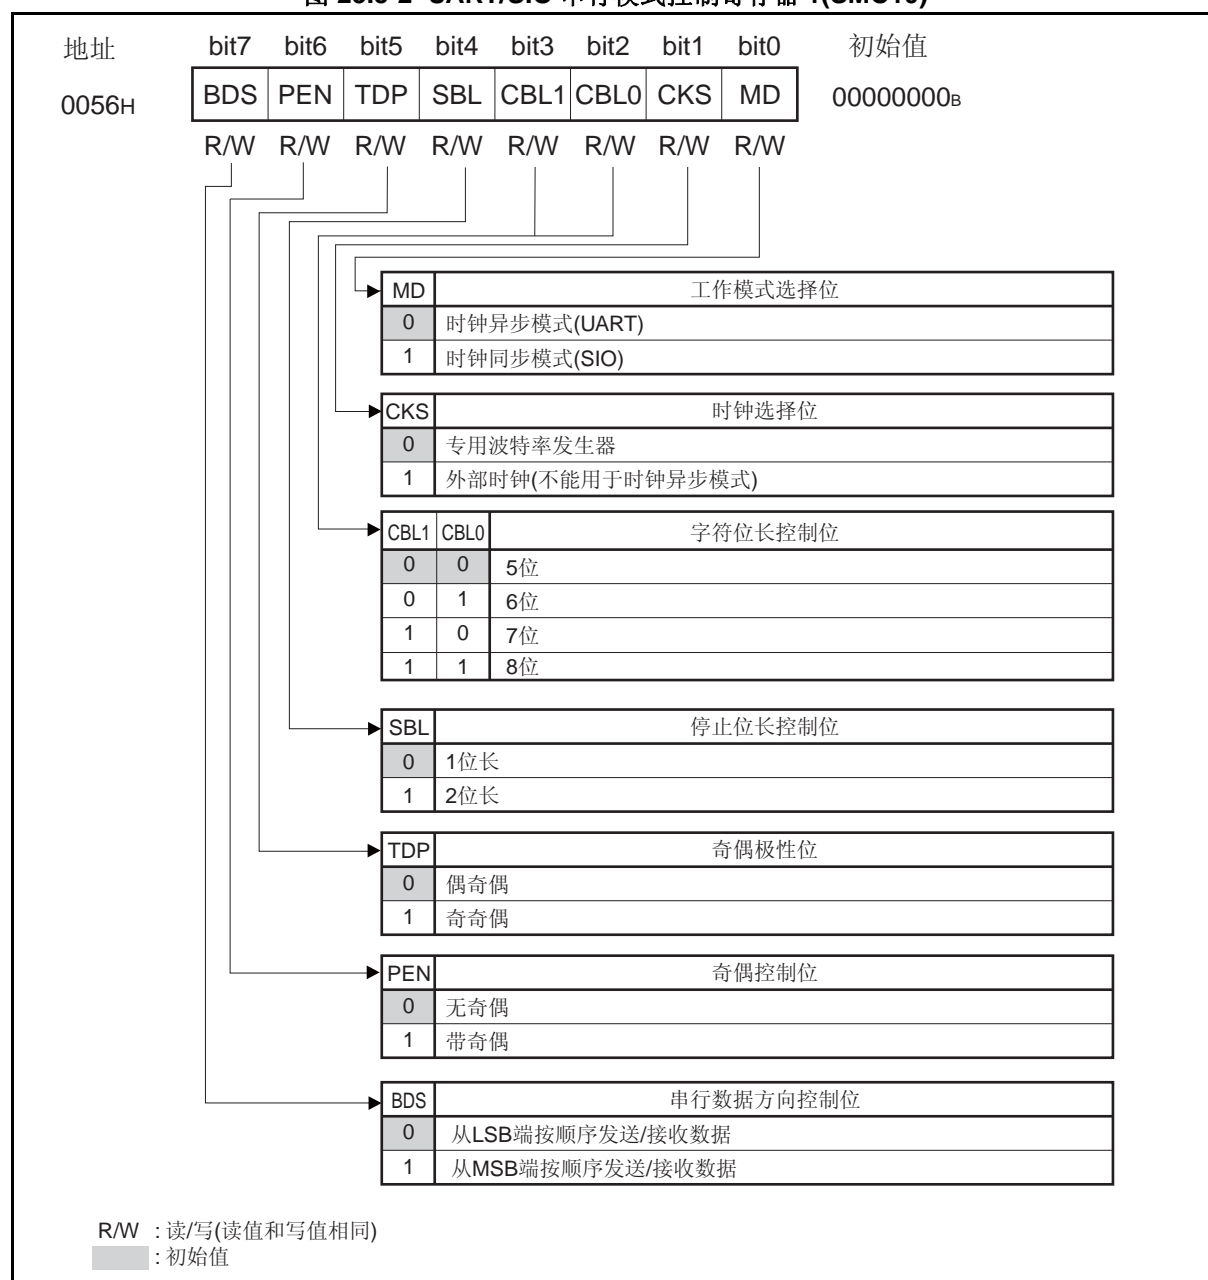 地址 bit7 bit6 bit5 bit4 bit3 bit2 bit1 bit0 初始值
0056H BDS PEN TDP SBL CBL1 CBL0 CKS MD 00000000B
R/W R/W R/W R/W R/W R/W R/W R/W
MD 工作模式选择位
0 时钟异步模式(UART)
1 时钟同步模式(SIO)
CKS 时钟选择位
0 专用波特率发生器
1 外部时钟(不能用于时钟异步模式)
CBL1 CBL0 字符位长控制位
0 0 5位
0 1 6位
1 0 7位
1 1 8位
SBL 停止位长控制位
0 1位长
1 2位长
TDP 奇偶极性位
0 偶奇偶
1 奇奇偶
PEN 奇偶控制位
0 无奇偶
1 带奇偶
BDS 串行数据方向控制位
0 从LSB端按顺序发送/接收数据
1 从MSB端按顺序发送/接收数据
R/W : 读/写(读值和写值相同)
: 初始值